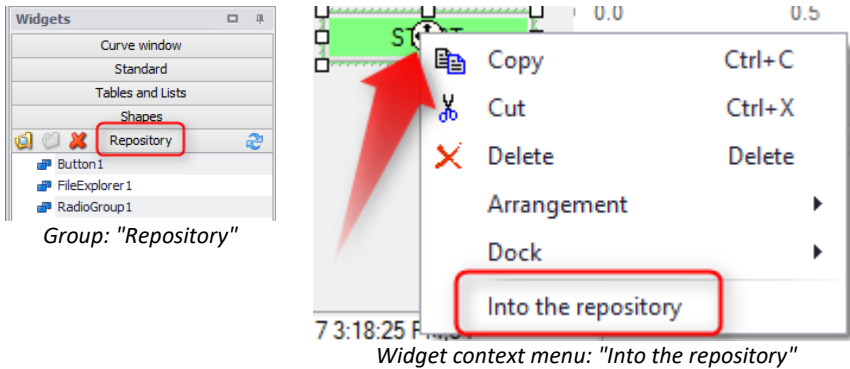 Widgets
Curve window
Standard
Tables and Lists
Shapes
Repository
Button1
FileExplorer1
RadioGroup1
Group: "Repository"
0.0 0.5
Copy Ctrl+C
Cut Ctrl+X
Delete Delete
Arrangement
Dock
Into the repository
7 3:18:25
Widget context menu: "Into the repository"